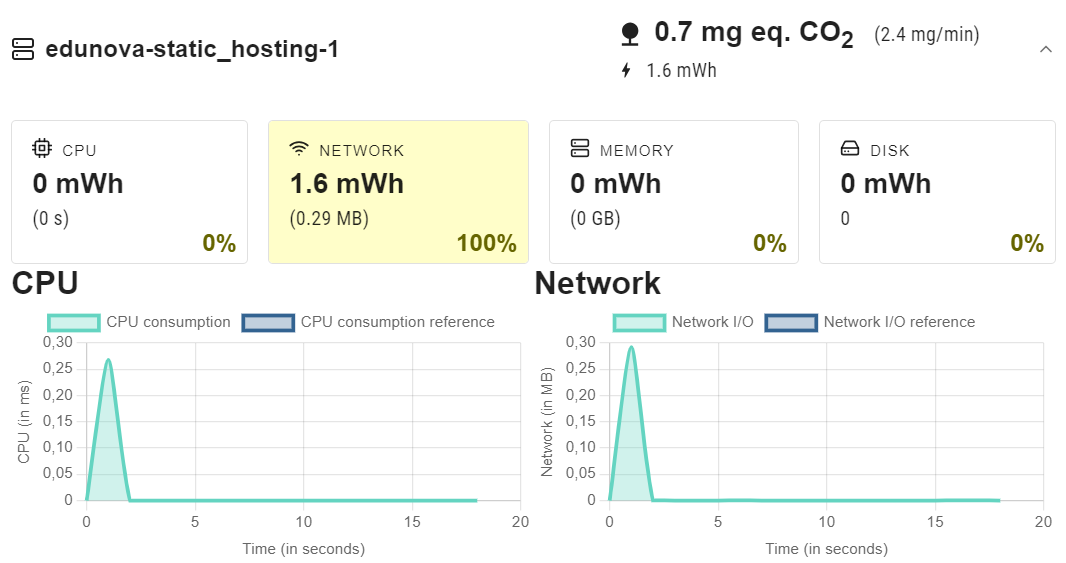 edunova-static_hosting-1
0.7 mg eq. CO2 (2.4 mg/min)
1.6 mWh
CPU
0 mWh
(0 s)
0%
NETWORK
1.6 mWh
(0.29 MB)
100%
MEMORY
0 mWh
(0 GB)
0%
DISK
0 mWh
0
0%
CPU
CPU consumption
CPU consumption reference
CPU (in ms)
0,30
0,25
0,20
0,15
0,10
0,05
0
0 5 10 15 20
Time (in seconds)
Network
Network I/O
Network I/O reference
Network (in MB)
0,30
0,25
0,20
0,15
0,10
0,05
0
0 5 10 15 20
Time (in seconds)